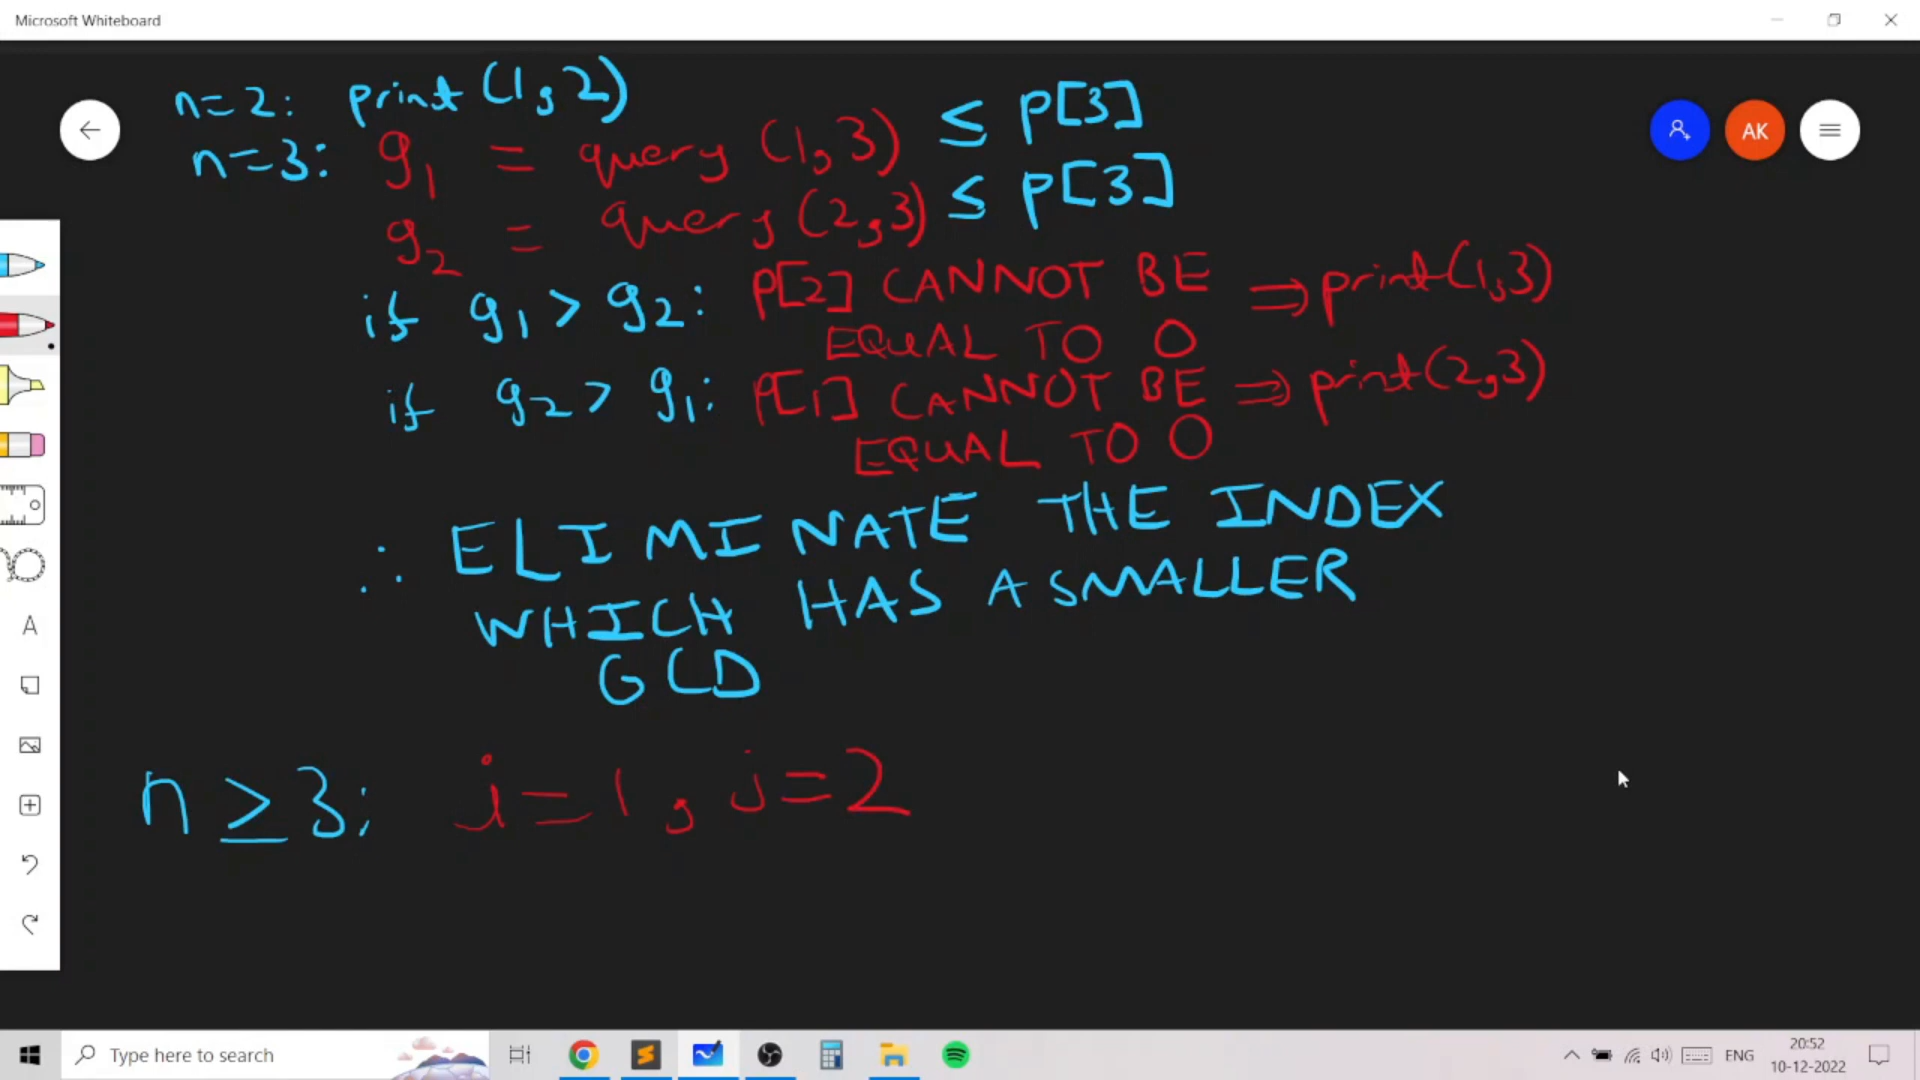 Microsoft Whiteboard
n=2: print(1,2)
n=3: g1 = query (1,3) ≤ p[3]
g2 = query (2,3) ≤ p[3]
if g1 > g2: p[2] CANNOT BE EQUAL TO 0 ⇒ print(1,3)
if g2 > g1: p[1] CANNOT BE EQUAL TO 0 ⇒ print(2,3)
∴ ELIMINATE THE INDEX
WHICH HAS A SMALLER
GCD
n ≥ 3; i=1, j=2
AK
A
Type here to search
ENG
20:52
10-12-2022